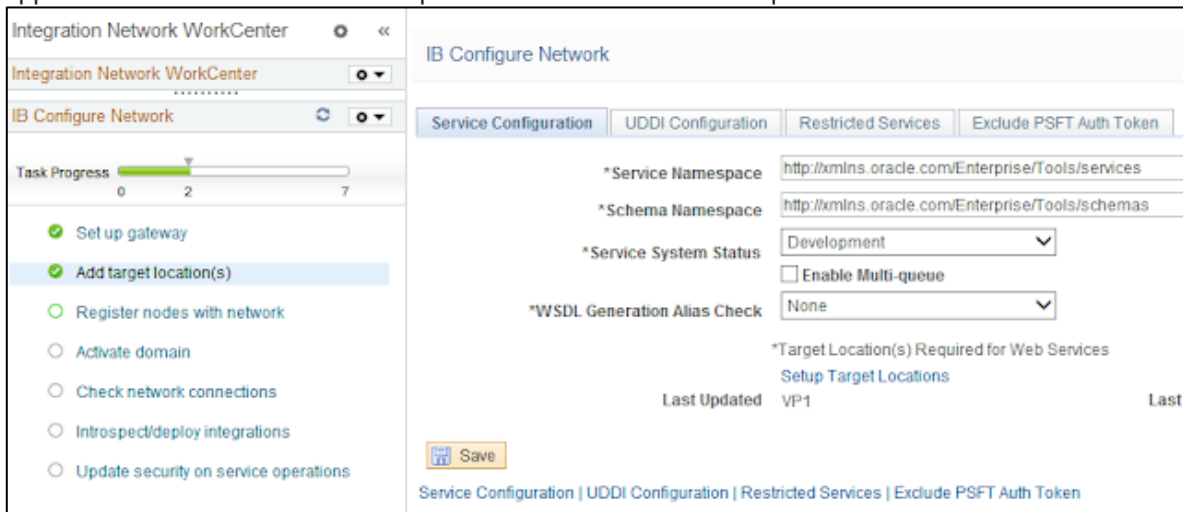 Integration Network WorkCenter
Integration Network WorkCenter
IB Configure Network
Task Progress
0 2 7
Set up gateway
Add target location(s)
Register nodes with network
Activate domain
Check network connections
Introspect/deploy integrations
Update security on service operations
IB Configure Network
Service Configuration UDDI Configuration Restricted Services Exclude PSFT Auth Token
*Service Namespace http://xmlns.oracle.com/Enterprise/Tools/services
*Schema Namespace http://xmlns.oracle.com/Enterprise/Tools/schemas
*Service System Status Development
Enable Multi-queue
*WSDL Generation Alias Check None
*Target Location(s) Required for Web Services
Setup Target Locations
Last Updated VP1 Last
Save
Service Configuration | UDDI Configuration | Restricted Services | Exclude PSFT Auth Token